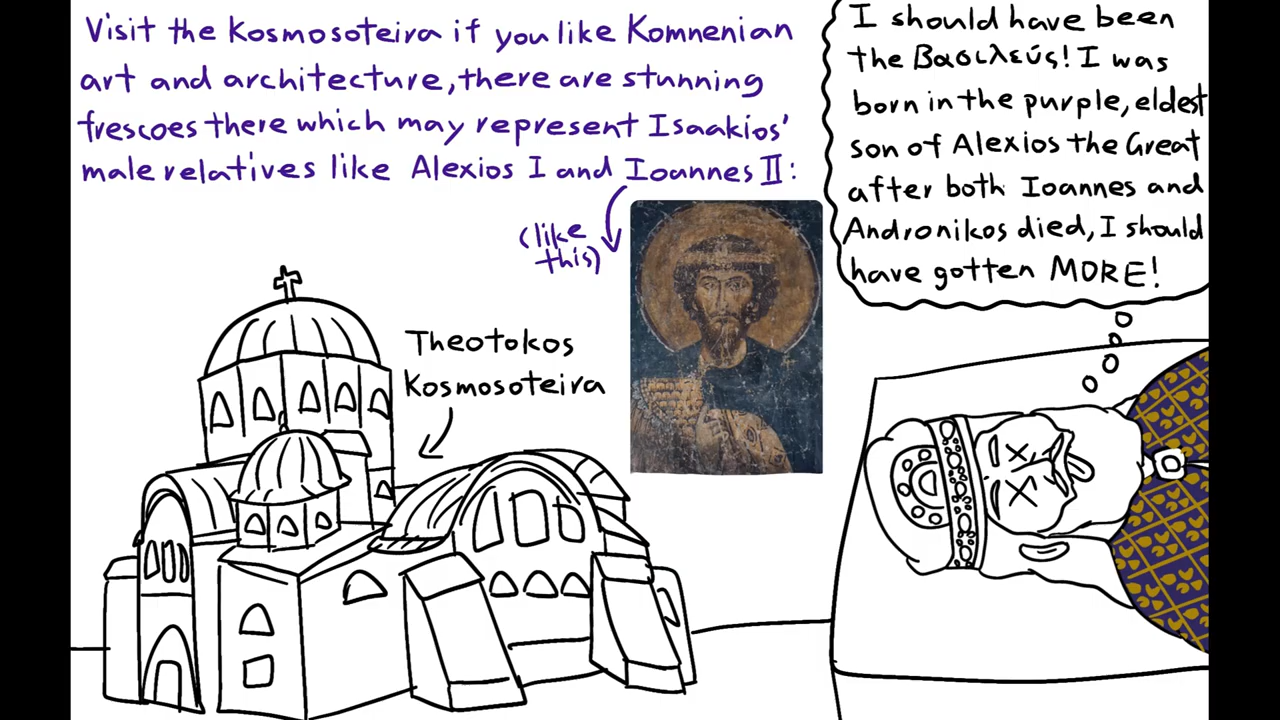 Visit the Kosmosoteira if you like Komnenian
art and architecture, there are stunning
frescoes there which may represent Isaakios'
male relatives like Alexios I and Ioannes II:
(like
this)
Theotokos
Kosmosoteira
I should have been
the Βασιλεύς! I was
born in the purple, eldest
son of Alexios the Great
after both Ioannes and
Andronikos died, I should
have gotten MORE!